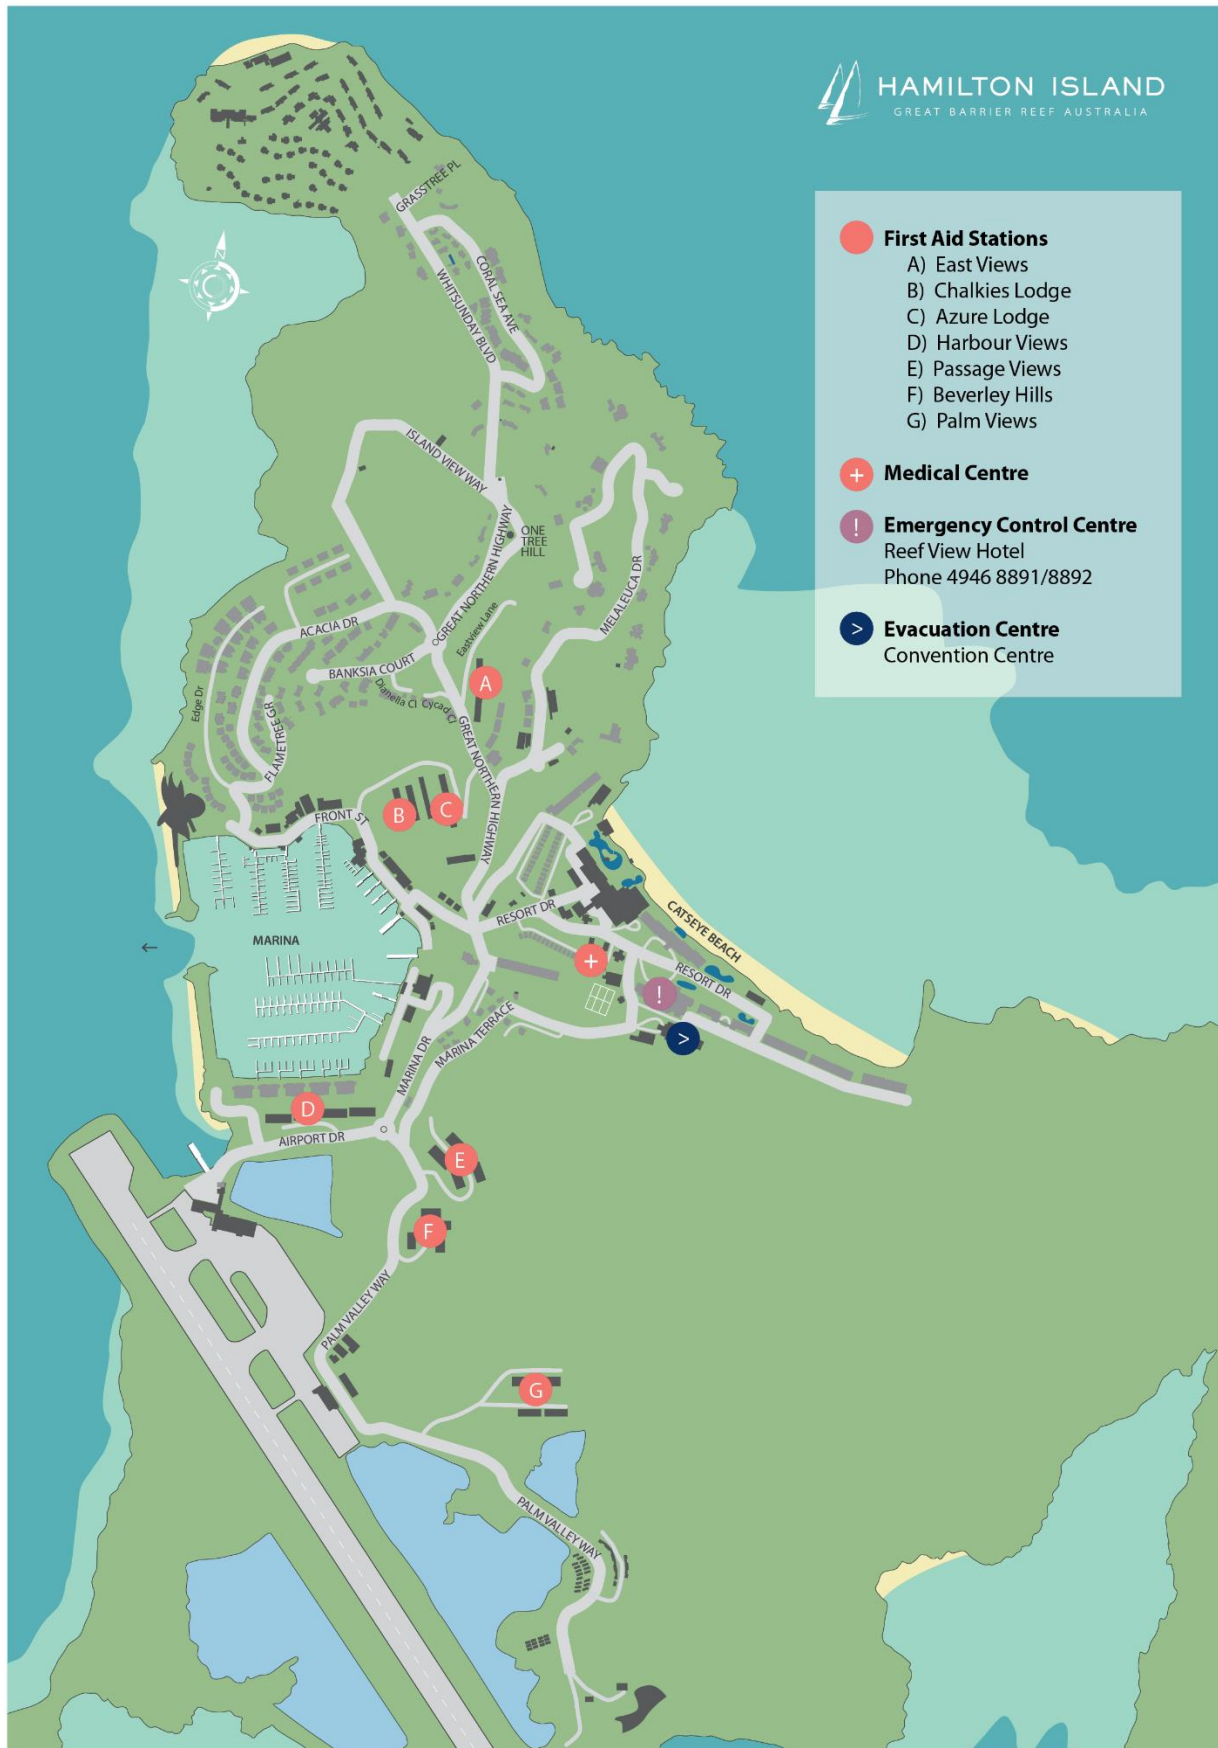 HAMILTON ISLAND
GREAT BARRIER REEF AUSTRALIA
First Aid Stations
A) East Views
B) Chalkies Lodge
C) Azure Lodge
D) Harbour Views
E) Passage Views
F) Beverley Hills
G) Palm Views
+ Medical Centre
! Emergency Control Centre
Reef View Hotel
Phone 4946 8891/8892
> Evacuation Centre
Convention Centre
GRASSTREE PL
N
CORAL SEA AVE
WHITSUNDAY BLVD
ISLAND VIEW WAY
GREAT NORTHERN HIGHWAY
ONE
TREE
HILL
MELALEUCA DR
Eastview Lane
ACACIA DR
BANKSIA COURT
Dianella Cl
Cycad Cl
A
Edge Dr
FLAMETREE GR
GREAT NORTHERN HIGHWAY
FRONT ST
B
C
RESORT DR
CATSEYE BEACH
MARINA
←
+
RESORT DR
!
>
MARINA DR
MARINA TERRACE
D
AIRPORT DR
E
F
PALM VALLEY WAY
G
PALM VALLEY WAY